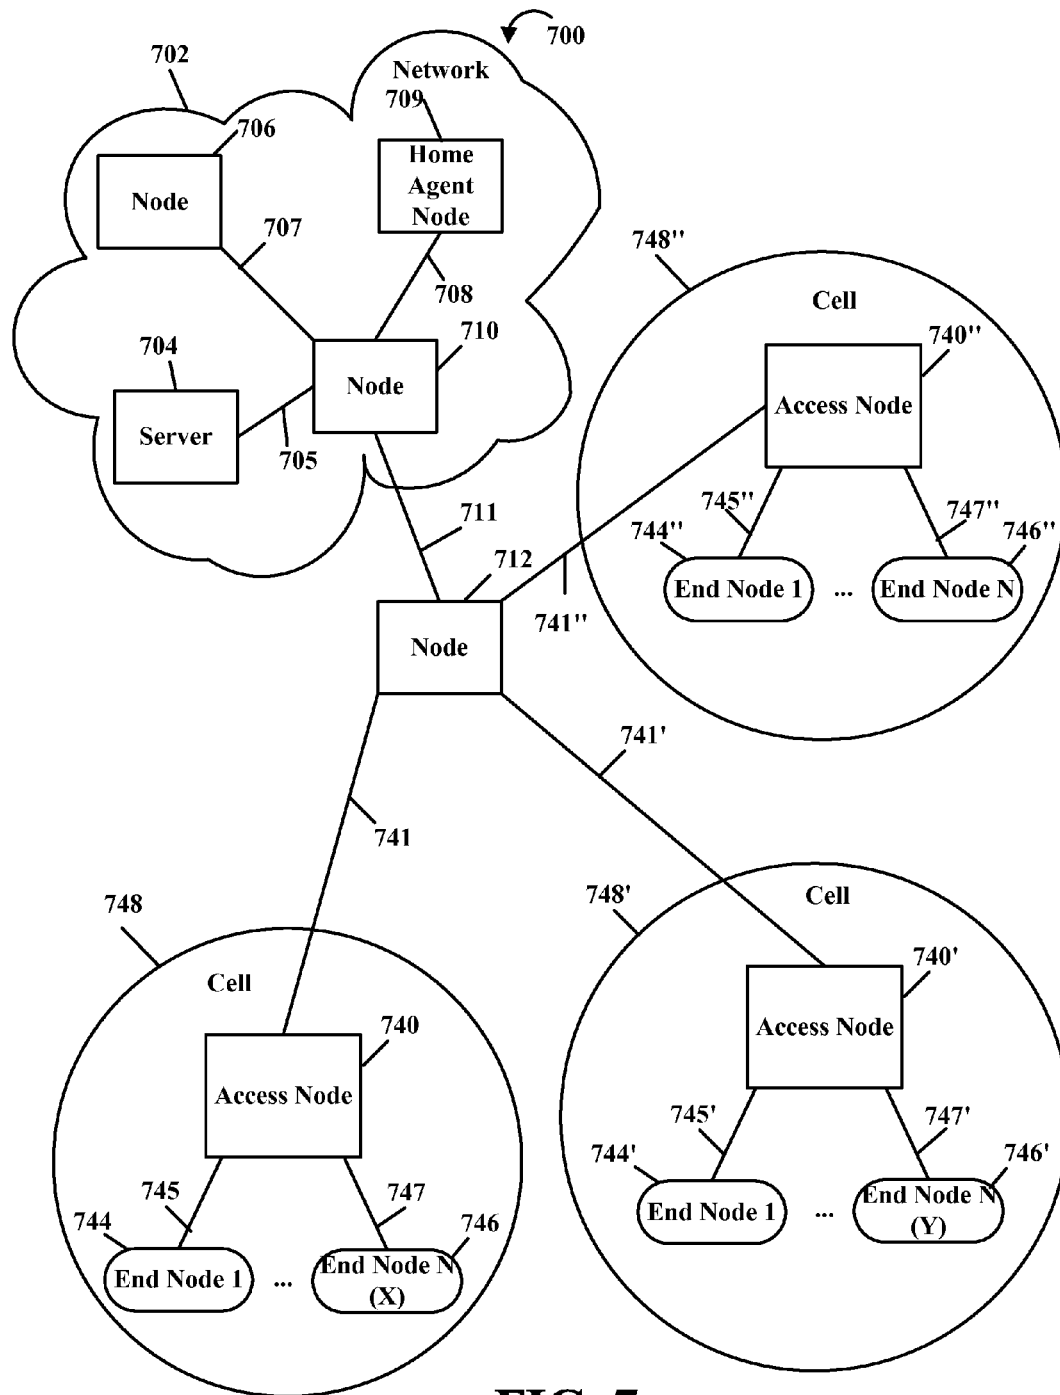 700
702
Network
709
706
Home
Agent
Node
Node
707
708
748''
Cell
710
740''
704
Node
Access Node
Server
705
745''
747''
711
744''
746''
712
End Node 1
...
End Node N
741''
Node
741'
741
748'
Cell
748
740'
Cell
740
Access Node
Access Node
745'
747'
744'
746'
745
747
End Node 1
...
End Node N
(Y)
744
746
End Node 1
...
End Node N
(X)